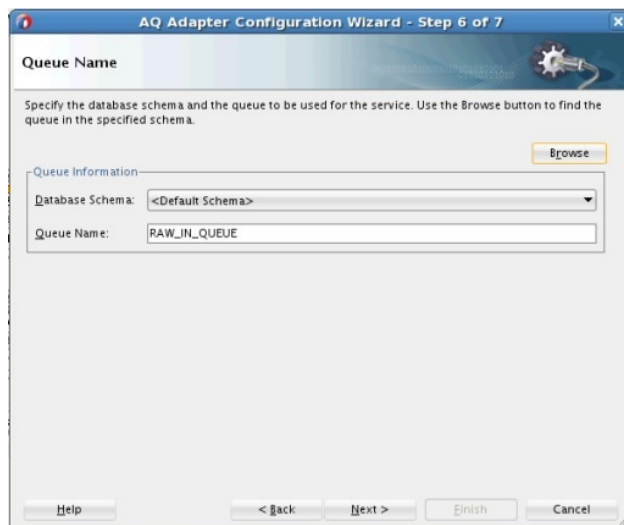 AQ Adapter Configuration Wizard - Step 6 of 7
Queue Name
Specify the database schema and the queue to be used for the service. Use the Browse button to find the
queue in the specified schema.
Browse
Queue Information
Database Schema: <Default Schema>
Queue Name: RAW_IN_QUEUE
Help < Back Next > Finish Cancel